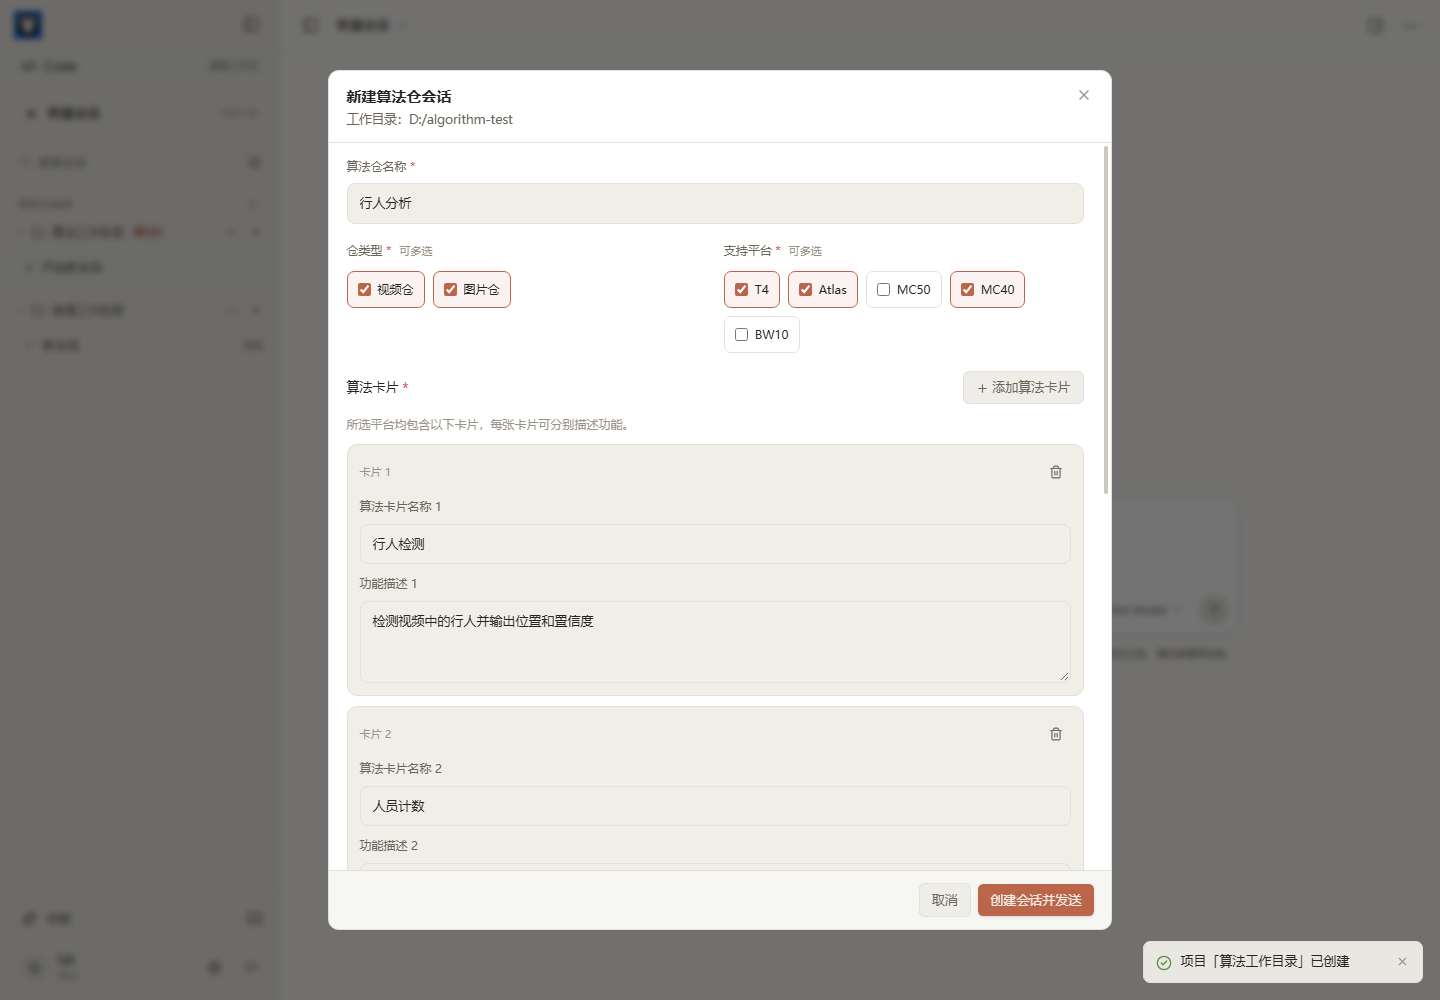 新建算法仓会话
工作目录：D:/algorithm-test
算法仓名称 *
行人分析
仓类型 * 可多选
支持平台 * 可多选
视频仓
图片仓
T4
Atlas
MC50
MC40
BW10
算法卡片 *
+ 添加算法卡片
所选平台均包含以下卡片，每张卡片可分别描述功能。
卡片 1
算法卡片名称 1
行人检测
功能描述 1
检测视频中的行人并输出位置和置信度
卡片 2
算法卡片名称 2
人员计数
功能描述 2
取消
创建会话并发送
项目「算法工作目录」已创建